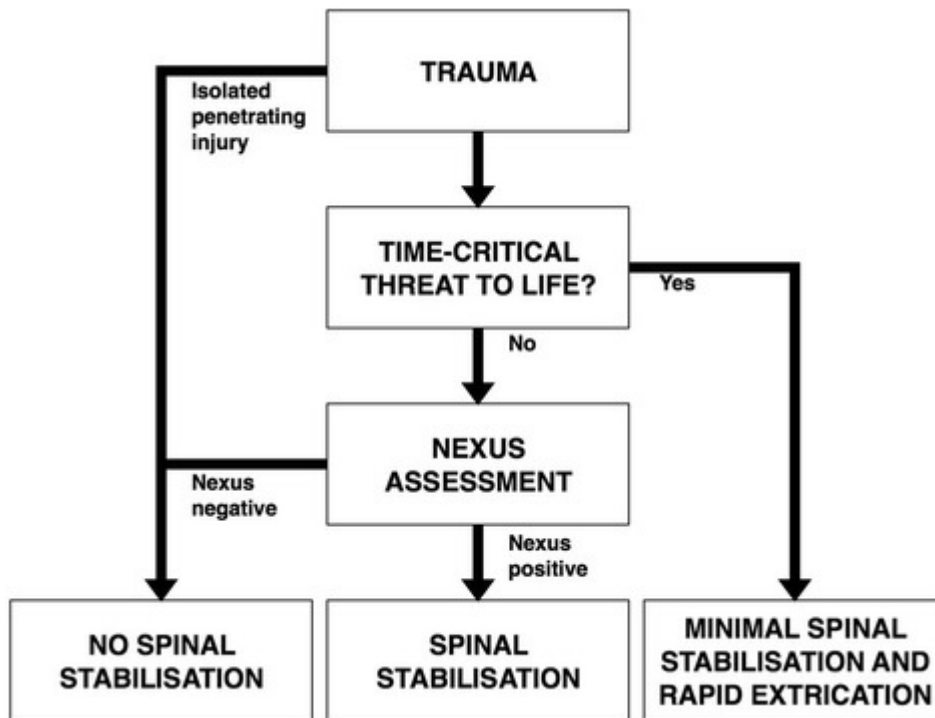 TRAUMA
Isolated
penetrating
injury
TIME-CRITICAL
THREAT TO LIFE?
Yes
No
NEXUS
ASSESSMENT
Nexus
negative
Nexus
positive
NO SPINAL
STABILISATION
SPINAL
STABILISATION
MINIMAL SPINAL
STABILISATION AND
RAPID EXTRICATION